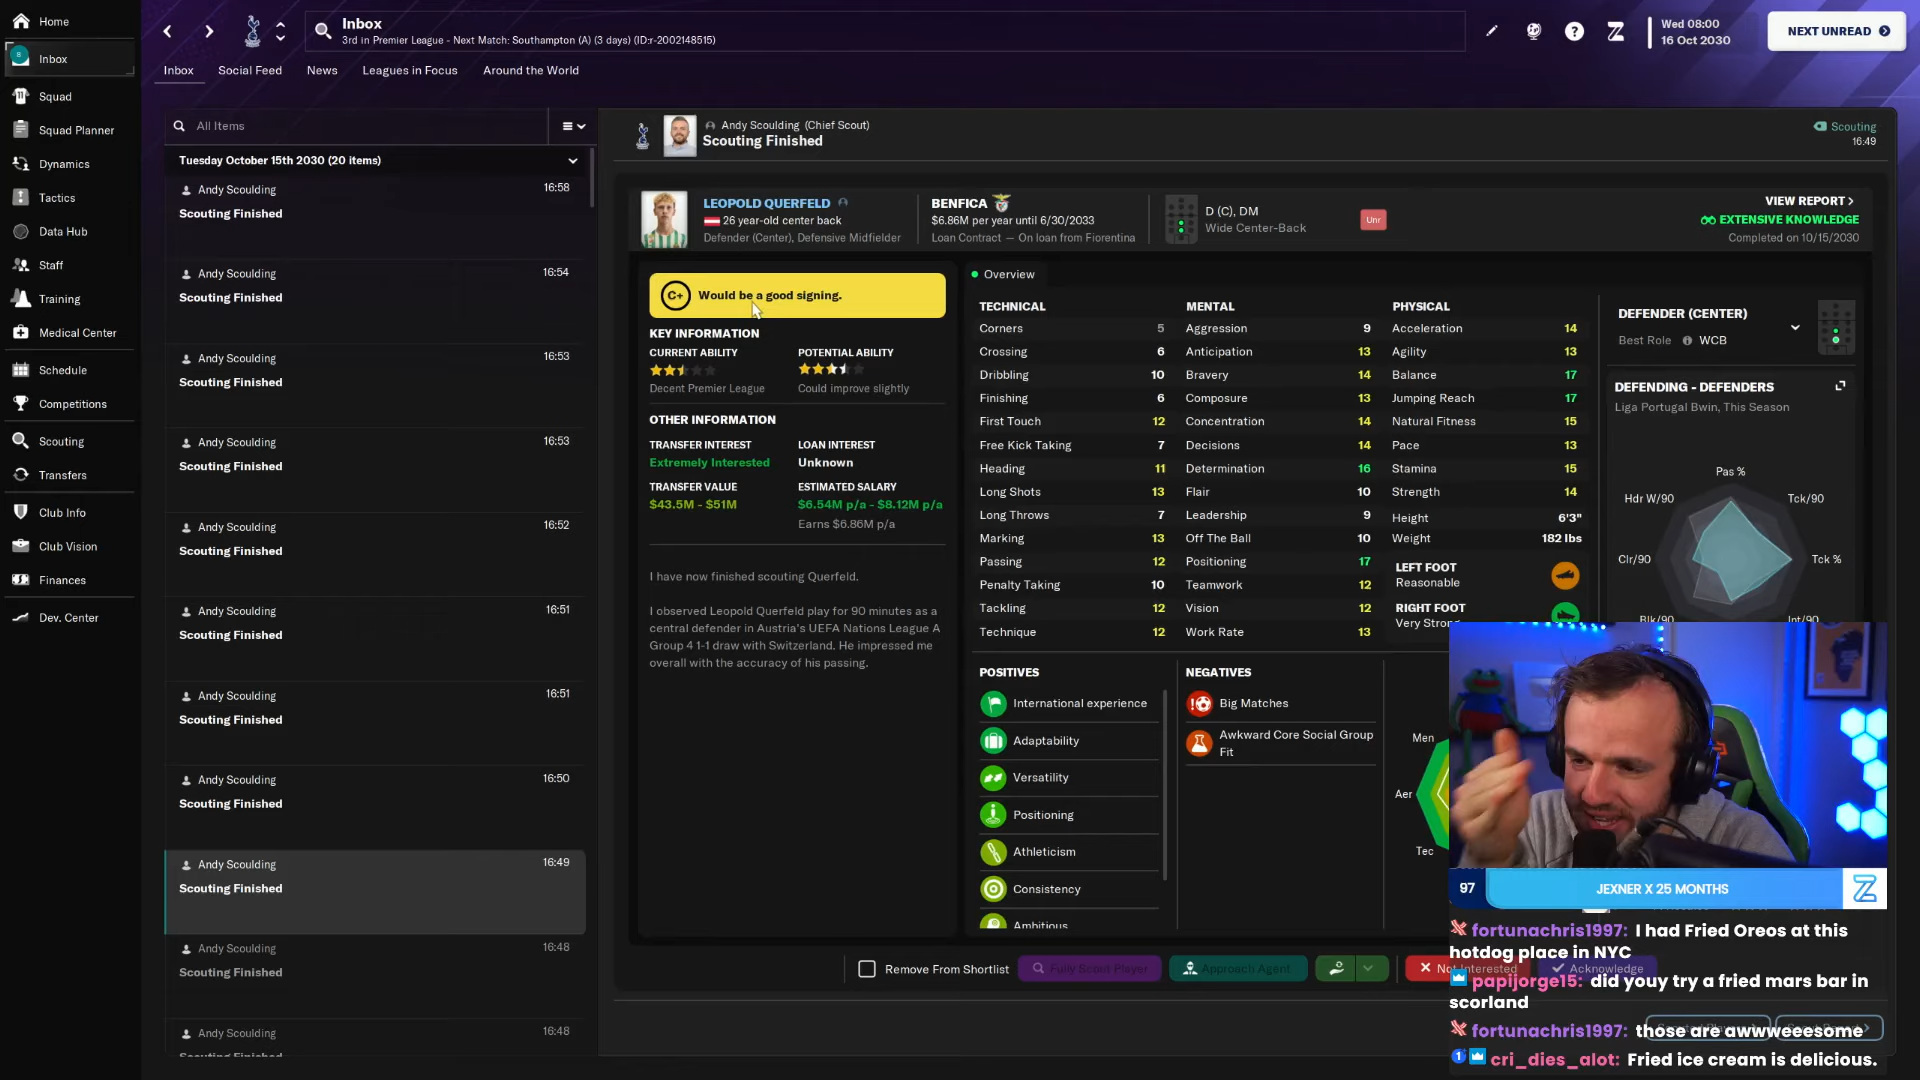 Home
Inbox
Squad
Squad Planner
Dynamics
Tactics
Data Hub
Staff
Training
Medical Center
Schedule
Competitions
Scouting
Transfers
Club Info
Club Vision
Finances
Dev. Center
Inbox
3rd in Premier League - Next Match: Southampton (A) (3 days) (ID:r-2002148515)
Wed 08:00
16 Oct 2030
NEXT UNREAD
Inbox
Social Feed
News
Leagues in Focus
Around the World
All Items
Tuesday October 15th 2030 (20 items)
Andy Scoulding 16:58
Scouting Finished
Andy Scoulding 16:54
Scouting Finished
Andy Scoulding 16:53
Scouting Finished
Andy Scoulding 16:53
Scouting Finished
Andy Scoulding 16:52
Scouting Finished
Andy Scoulding 16:51
Scouting Finished
Andy Scoulding 16:51
Scouting Finished
Andy Scoulding 16:50
Scouting Finished
Andy Scoulding 16:49
Scouting Finished
Andy Scoulding 16:48
Scouting Finished
Andy Scoulding 16:48
Scouting Finished
Andy Scoulding (Chief Scout)
Scouting Finished
Scouting
16:49
LEOPOLD QUERFELD
26 year-old center back
Defender (Center), Defensive Midfielder
BENFICA
$6.86M per year until 6/30/2033
Loan Contract — On loan from Fiorentina
D (C), DM
Wide Center-Back
Unr
VIEW REPORT >
EXTENSIVE KNOWLEDGE
Completed on 10/15/2030
C+ Would be a good signing.
KEY INFORMATION
CURRENT ABILITY
Decent Premier League
POTENTIAL ABILITY
Could improve slightly
OTHER INFORMATION
TRANSFER INTEREST
Extremely Interested
LOAN INTEREST
Unknown
TRANSFER VALUE
$43.5M - $51M
ESTIMATED SALARY
$6.54M p/a - $8.12M p/a
Earns $6.86M p/a
I have now finished scouting Querfeld.
I observed Leopold Querfeld play for 90 minutes as a
central defender in Austria's UEFA Nations League A
Group 4 1-1 draw with Switzerland. He impressed me
overall with the accuracy of his passing.
Overview
TECHNICAL
Corners 5
Crossing 6
Dribbling 10
Finishing 6
First Touch 12
Free Kick Taking 7
Heading 11
Long Shots 13
Long Throws 7
Marking 13
Passing 12
Penalty Taking 10
Tackling 12
Technique 12
MENTAL
Aggression 9
Anticipation 13
Bravery 14
Composure 13
Concentration 14
Decisions 14
Determination 16
Flair 10
Leadership 9
Off The Ball 10
Positioning 17
Teamwork 12
Vision 12
Work Rate 13
PHYSICAL
Acceleration 14
Agility 13
Balance 17
Jumping Reach 17
Natural Fitness 15
Pace 13
Stamina 15
Strength 14
Height 6'3"
Weight 182 lbs
LEFT FOOT
Reasonable
RIGHT FOOT
Very Strong
DEFENDER (CENTER)
Best Role WCB
DEFENDING - DEFENDERS
Liga Portugal Bwin, This Season
Pas %
Hdr W/90
Tck/90
Clr/90
Tck %
Blk/90
Int/90
POSITIVES
International experience
Adaptability
Versatility
Positioning
Athleticism
Consistency
Ambitious
NEGATIVES
Big Matches
Awkward Core Social Group
Fit
Men
Aer
Tec
Remove From Shortlist
Fully Scout Player
Approach Agent
Not Interested
Acknowledge
97
JEXNER X 25 MONTHS
fortunachris1997: I had Fried Oreos at this
hotdog place in NYC
papijorge15: did youy try a fried mars bar in
scorland
fortunachris1997: those are awwweeesome
cri_dies_alot: Fried ice cream is delicious.